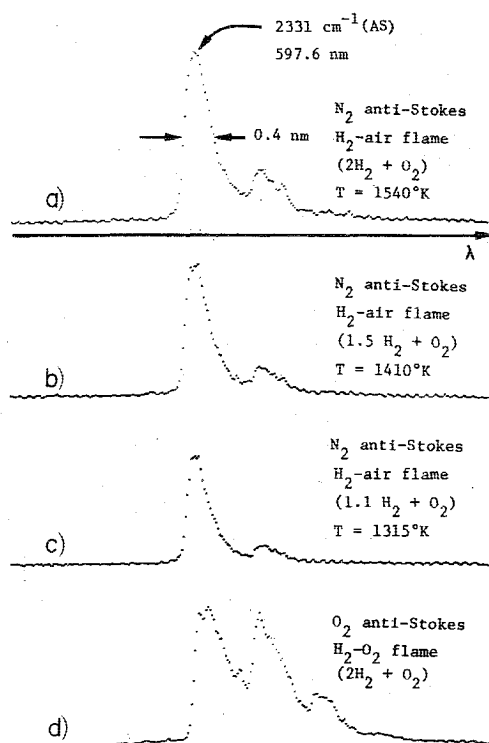 2331 cm⁻¹(AS)
597.6 nm
0.4 nm
N₂ anti-Stokes
H₂-air flame
(2H₂ + O₂)
T = 1540°K
a)
λ
N₂ anti-Stokes
H₂-air flame
(1.5 H₂ + O₂)
T = 1410°K
b)
N₂ anti-Stokes
H₂-air flame
(1.1 H₂ + O₂)
T = 1315°K
c)
O₂ anti-Stokes
H₂-O₂ flame
(2H₂ + O₂)
d)